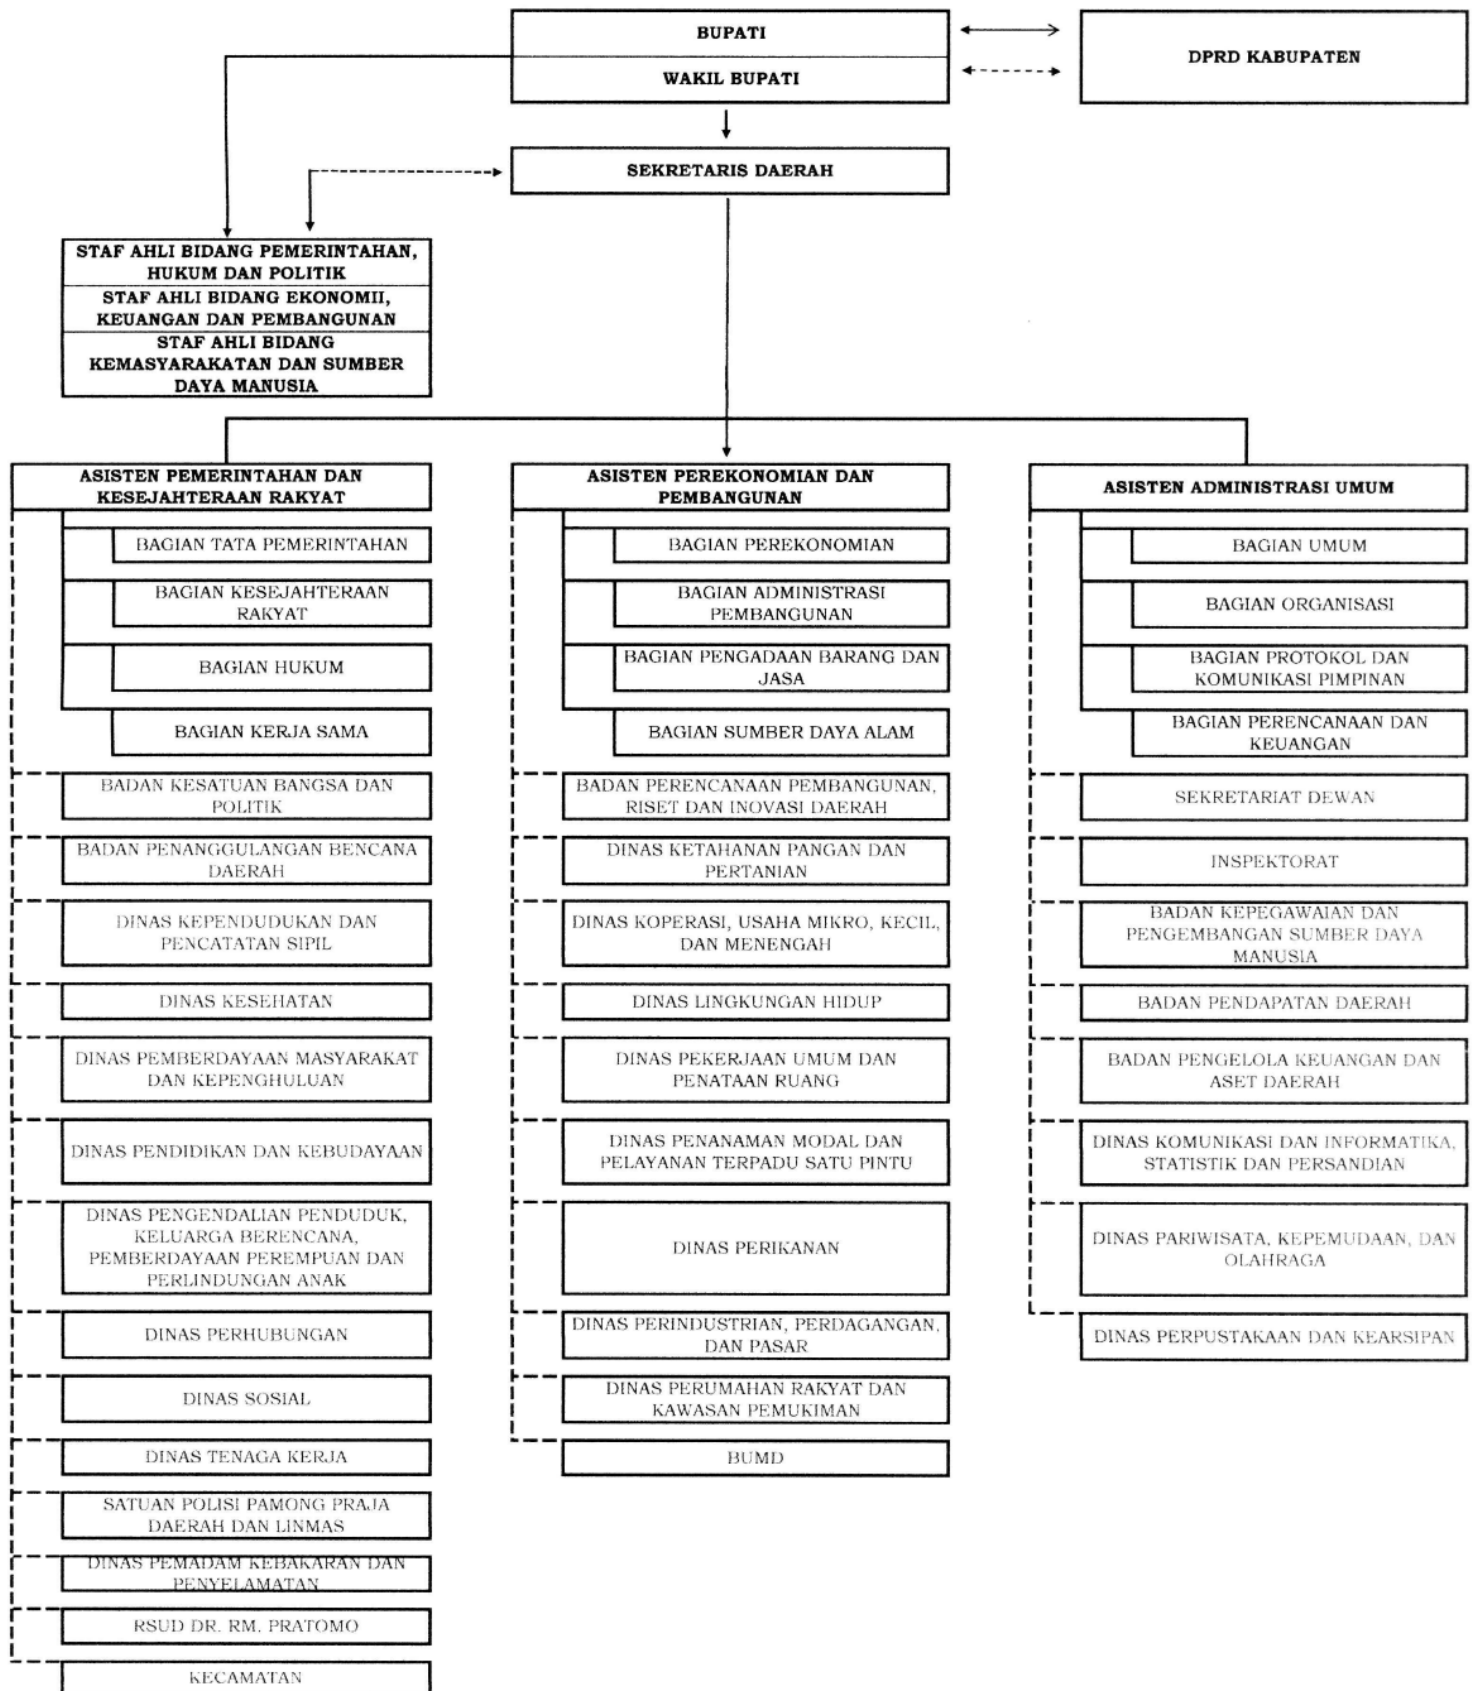 BUPATI
WAKIL BUPATI
DPRD KABUPATEN
SEKRETARIS DAERAH
STAF AHLI BIDANG PEMERINTAHAN,
HUKUM DAN POLITIK
STAF AHLI BIDANG EKONOMII,
KEUANGAN DAN PEMBANGUNAN
STAF AHLI BIDANG
KEMASYARAKATAN DAN SUMBER
DAYA MANUSIA
ASISTEN PEMERINTAHAN DAN
KESEJAHTERAAN RAKYAT
BAGIAN TATA PEMERINTAHAN
BAGIAN KESEJAHTERAAN
RAKYAT
BAGIAN HUKUM
BAGIAN KERJA SAMA
BADAN KESATUAN BANGSA DAN
POLITIK
BADAN PENANGGULANGAN BENCANA
DAERAH
DINAS KEPENDUDUKAN DAN
PENCATATAN SIPIL
DINAS KESEHATAN
DINAS PEMBERDAYAAN MASYARAKAT
DAN KEPENGHULUAN
DINAS PENDIDIKAN DAN KEBUDAYAAN
DINAS PENGENDALIAN PENDUDUK,
KELUARGA BERENCANA,
PEMBERDAYAAN PEREMPUAN DAN
PERLINDUNGAN ANAK
DINAS PERHUBUNGAN
DINAS SOSIAL
DINAS TENAGA KERJA
SATUAN POLISI PAMONG PRAJA
DAERAH DAN LINMAS
DINAS PEMADAM KEBAKARAN DAN
PENYELAMATAN
RSUD DR. RM. PRATOMO
KECAMATAN
ASISTEN PEREKONOMIAN DAN
PEMBANGUNAN
BAGIAN PEREKONOMIAN
BAGIAN ADMINISTRASI
PEMBANGUNAN
BAGIAN PENGADAAN BARANG DAN
JASA
BAGIAN SUMBER DAYA ALAM
BADAN PERENCANAAN PEMBANGUNAN,
RISET DAN INOVASI DAERAH
DINAS KETAHANAN PANGAN DAN
PERTANIAN
DINAS KOPERASI, USAHA MIKRO, KECIL,
DAN MENENGAH
DINAS LINGKUNGAN HIDUP
DINAS PEKERJAAN UMUM DAN
PENATAAN RUANG
DINAS PENANAMAN MODAL DAN
PELAYANAN TERPADU SATU PINTU
DINAS PERIKANAN
DINAS PERINDUSTRIAN, PERDAGANGAN,
DAN PASAR
DINAS PERUMAHAN RAKYAT DAN
KAWASAN PEMUKIMAN
BUMD
ASISTEN ADMINISTRASI UMUM
BAGIAN UMUM
BAGIAN ORGANISASI
BAGIAN PROTOKOL DAN
KOMUNIKASI PIMPINAN
BAGIAN PERENCANAAN DAN
KEUANGAN
SEKRETARIAT DEWAN
INSPEKTORAT
BADAN KEPEGAWAIAN DAN
PENGEMBANGAN SUMBER DAYA
MANUSIA
BADAN PENDAPATAN DAERAH
BADAN PENGELOLA KEUANGAN DAN
ASET DAERAH
DINAS KOMUNIKASI DAN INFORMATIKA,
STATISTIK DAN PERSANDIAN
DINAS PARIWISATA, KEPEMUDAAN, DAN
OLAHRAGA
DINAS PERPUSTAKAAN DAN KEARSIPAN